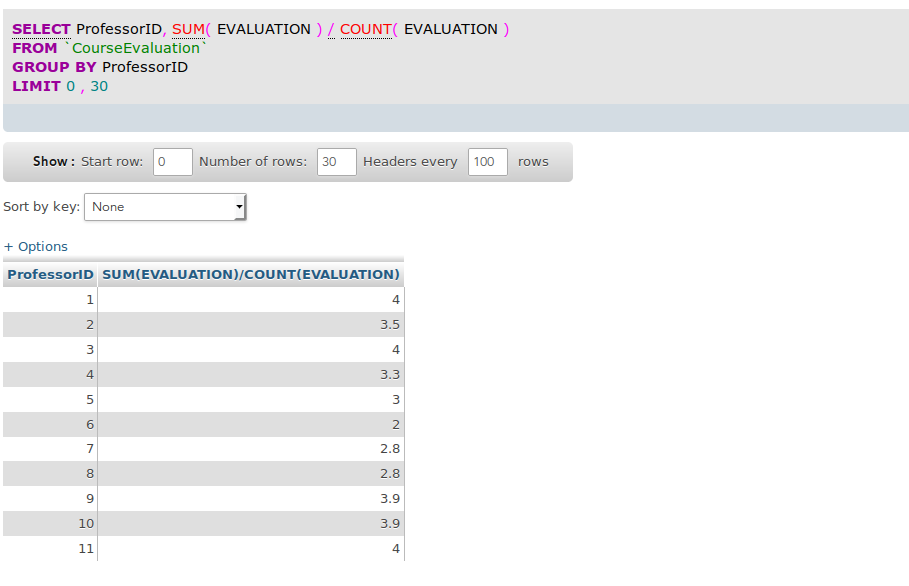 SELECT ProfessorID, SUM( EVALUATION ) / COUNT( EVALUATION )
FROM `CourseEvaluation`
GROUP BY ProfessorID
LIMIT 0 , 30
Show : Start row: 0 Number of rows: 30 Headers every 100 rows
Sort by key: None
+ Options
ProfessorID SUM(EVALUATION)/COUNT(EVALUATION)
1 4
2 3.5
3 4
4 3.3
5 3
6 2
7 2.8
8 2.8
9 3.9
10 3.9
11 4